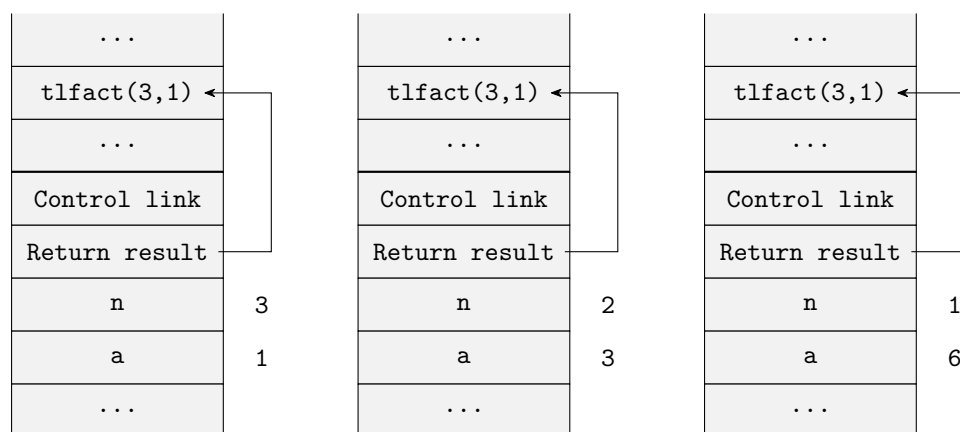 ...
tlfact(3,1)
...
Control link
Return result
n 3
a 1
...
...
tlfact(3,1)
...
Control link
Return result
n 2
a 3
...
...
tlfact(3,1)
...
Control link
Return result
n 1
a 6
...